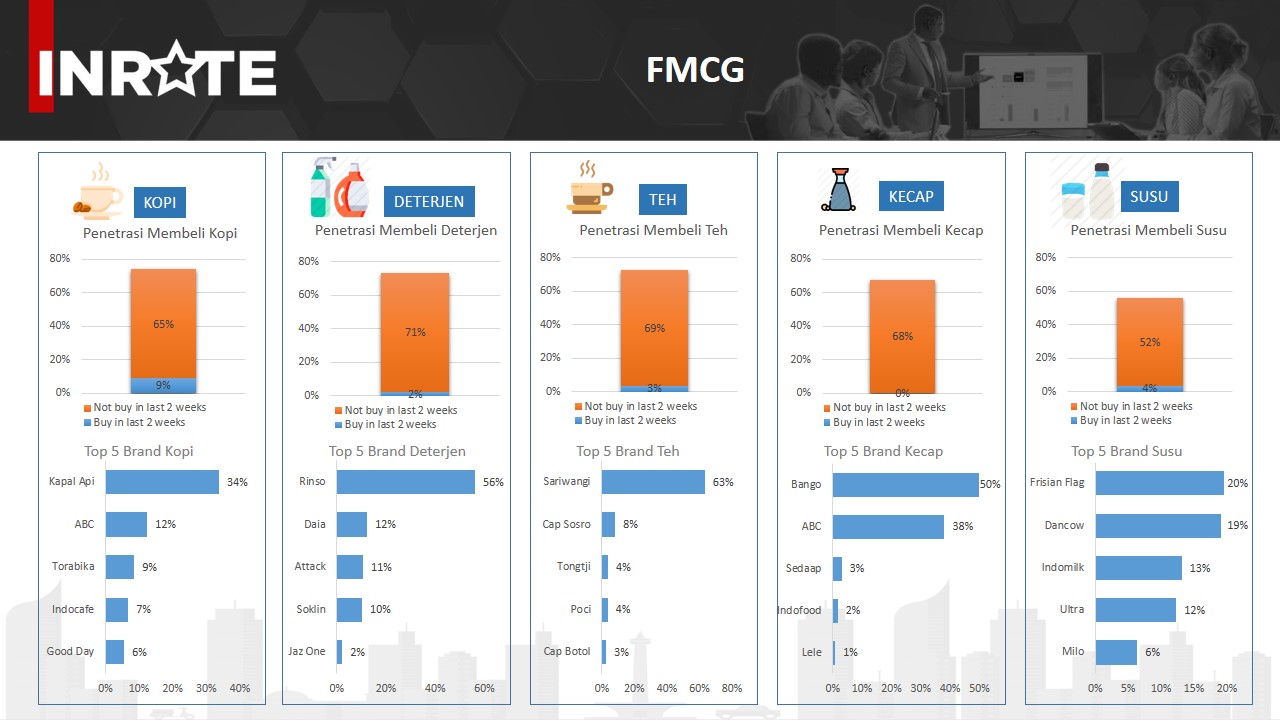 INRATE
FMCG
KOPI
Penetrasi Membeli Kopi
80%
60%
40%
20%
0%
65%
9%
Not buy in last 2 weeks
Buy in last 2 weeks
Top 5 Brand Kopi
Kapal Api 34%
ABC 12%
Torabika 9%
Indocafe 7%
Good Day 6%
0% 10% 20% 30% 40%
DETERJEN
Penetrasi Membeli Deterjen
80%
60%
40%
20%
0%
71%
2%
Not buy in last 2 weeks
Buy in last 2 weeks
Top 5 Brand Deterjen
Rinso 56%
Daia 12%
Attack 11%
Soklin 10%
Jaz One 2%
0% 20% 40% 60%
TEH
Penetrasi Membeli Teh
80%
60%
40%
20%
0%
69%
3%
Not buy in last 2 weeks
Buy in last 2 weeks
Top 5 Brand Teh
Sariwangi 63%
Cap Sosro 8%
Tongtji 4%
Poci 4%
Cap Botol 3%
0% 20% 40% 60% 80%
KECAP
Penetrasi Membeli Kecap
80%
60%
40%
20%
0%
68%
0%
Not buy in last 2 weeks
Buy in last 2 weeks
Top 5 Brand Kecap
Bango 50%
ABC 38%
Sedaap 3%
Indofood 2%
Lele 1%
0% 10% 20% 30% 40% 50%
SUSU
Penetrasi Membeli Susu
80%
60%
40%
20%
0%
52%
4%
Not buy in last 2 weeks
Buy in last 2 weeks
Top 5 Brand Susu
Frisian Flag 20%
Dancow 19%
Indomilk 13%
Ultra 12%
Milo 6%
0% 5% 10% 15% 20%